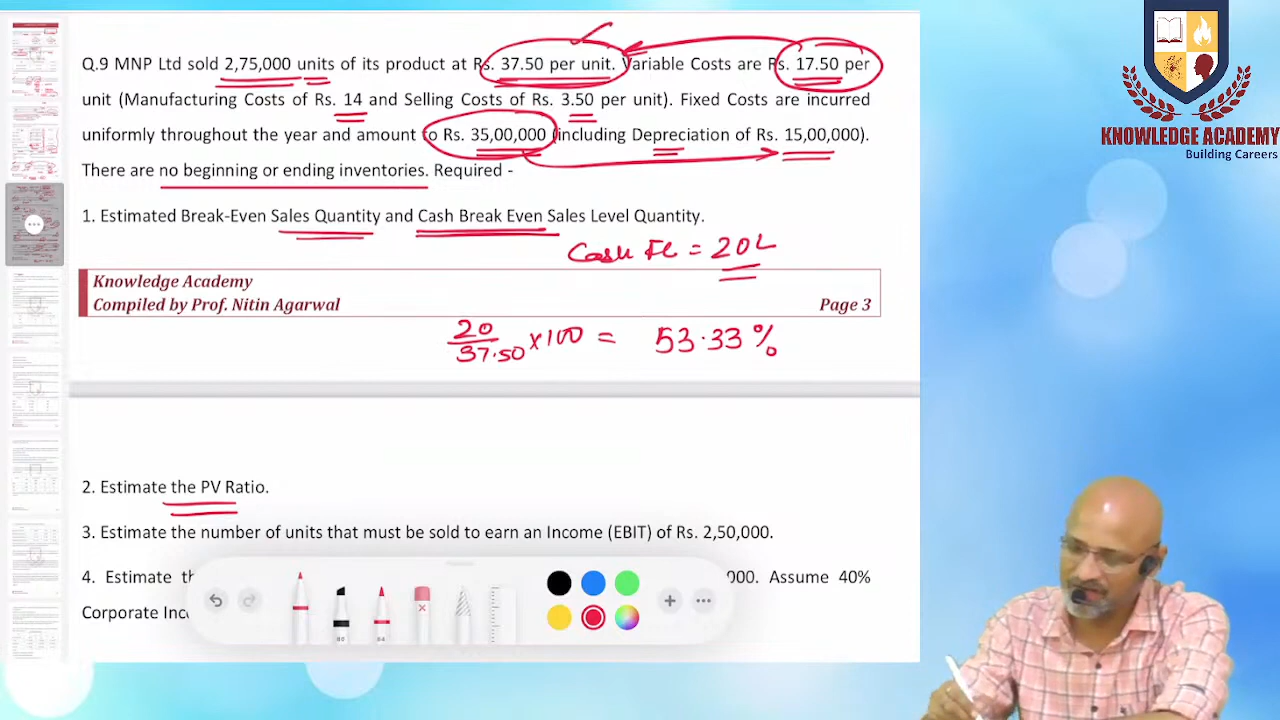 Q.9 MNP Ltd sold 2,75,000 units of its product at Rs. 37.50 per unit. Variable Costs are Rs. 17.50 per
unit (Manufacturing Costs of Rs. 14 and Selling Costs of Rs. 3.50 per unit). Fixed Costs are incurred
uniformly throughout the year and amount to Rs. 35,00,000 (including Depreciation of Rs. 15,00,000).
There are no beginning or ending inventories. Required -
1. Estimated Break-Even Sales Quantity and Cash Break Even Sales Level Quantity.
Cash FC = 20L
Knowledge Academy
Compiled By Prof. Nitin Agarwal
Page 3
20/37.50 x100 = 53.33 %
2. Estimate the PV Ratio.
3. Estimate the number of units that must be sold to earn an Income (EBIT) of Rs. 2,50,000.
4. Estimate 000. Assume 40%
Corporate Inc
80
64
KNOWLEDGE ACADEMY
Building Careers